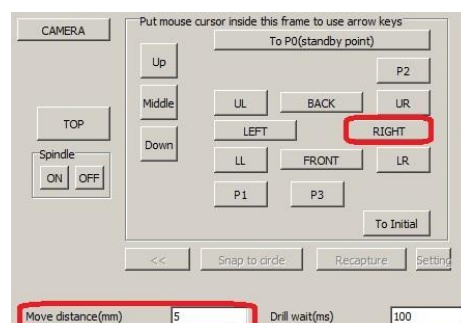 CAMERA
Put mouse cursor inside this frame to use arrow keys
To P0(standby point)
Up
P2
Middle
UL
BACK
UR
TOP
LEFT
RIGHT
Down
Spindle
LL
FRONT
LR
ON
OFF
P1
P3
To Initial
<<
Snap to circle
Recapture
Setting
Move distance(mm)
5
Drill wait(ms)
100